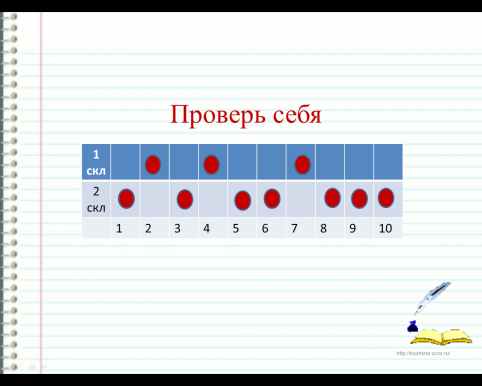 Проверь себя
1
скл
2
скл
1 2 3 4 5 6 7 8 9 10
http://kuzmina.ucoz.ru/